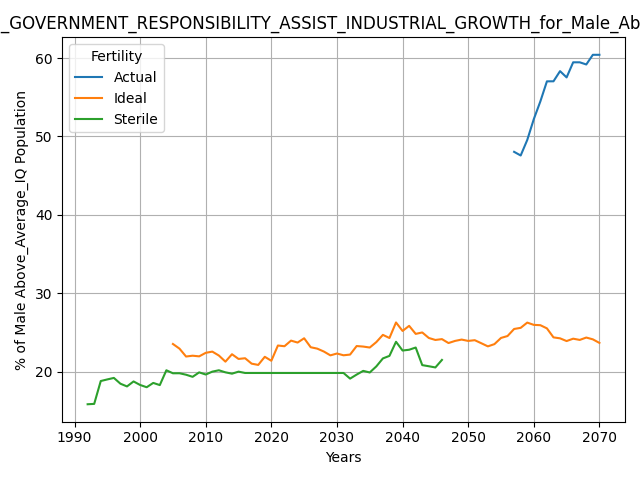 _GOVERNMENT_RESPONSIBILITY_ASSIST_INDUSTRIAL_GROWTH_for_Male_Ab
Fertility
Actual
Ideal
Sterile
% of Male Above_Average_IQ Population
60
50
40
30
20
1990 2000 2010 2020 2030 2040 2050 2060 2070
Years